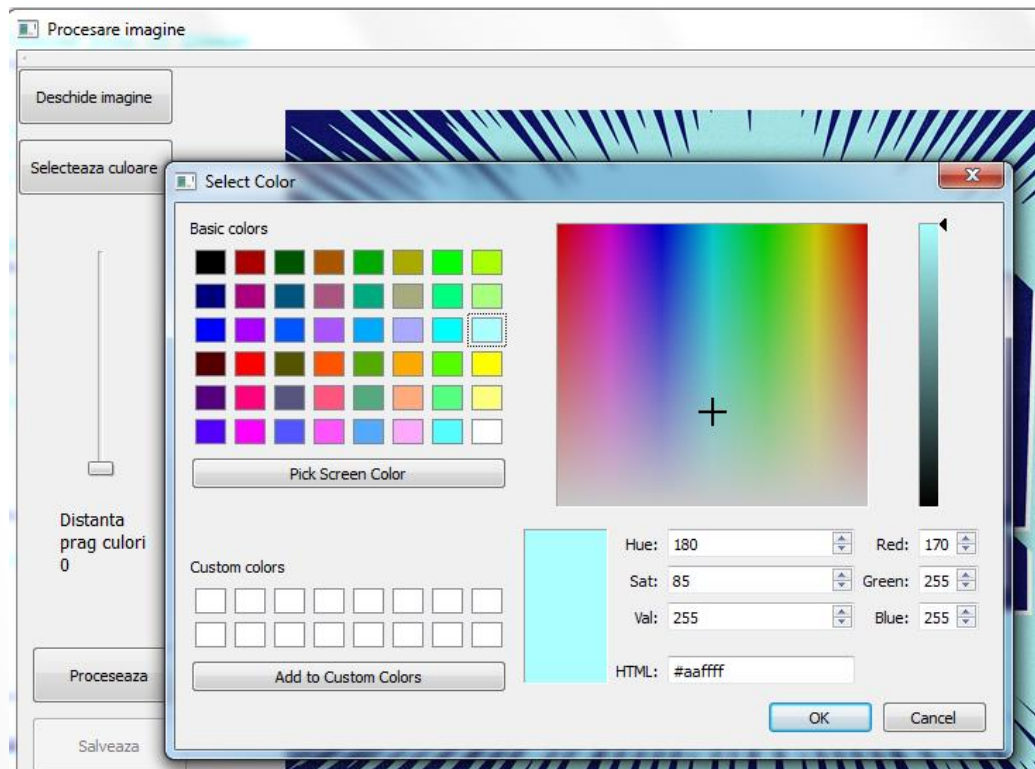 Procesare imagine
Deschide imagine
Selecteaza culoare
Distanta
prag culori
0
Proceseaza
Salveaza
Select Color
Basic colors
Pick Screen Color
Custom colors
Add to Custom Colors
Hue: 180
Red: 170
Sat: 85
Green: 255
Val: 255
Blue: 255
HTML: #aaffff
OK
Cancel